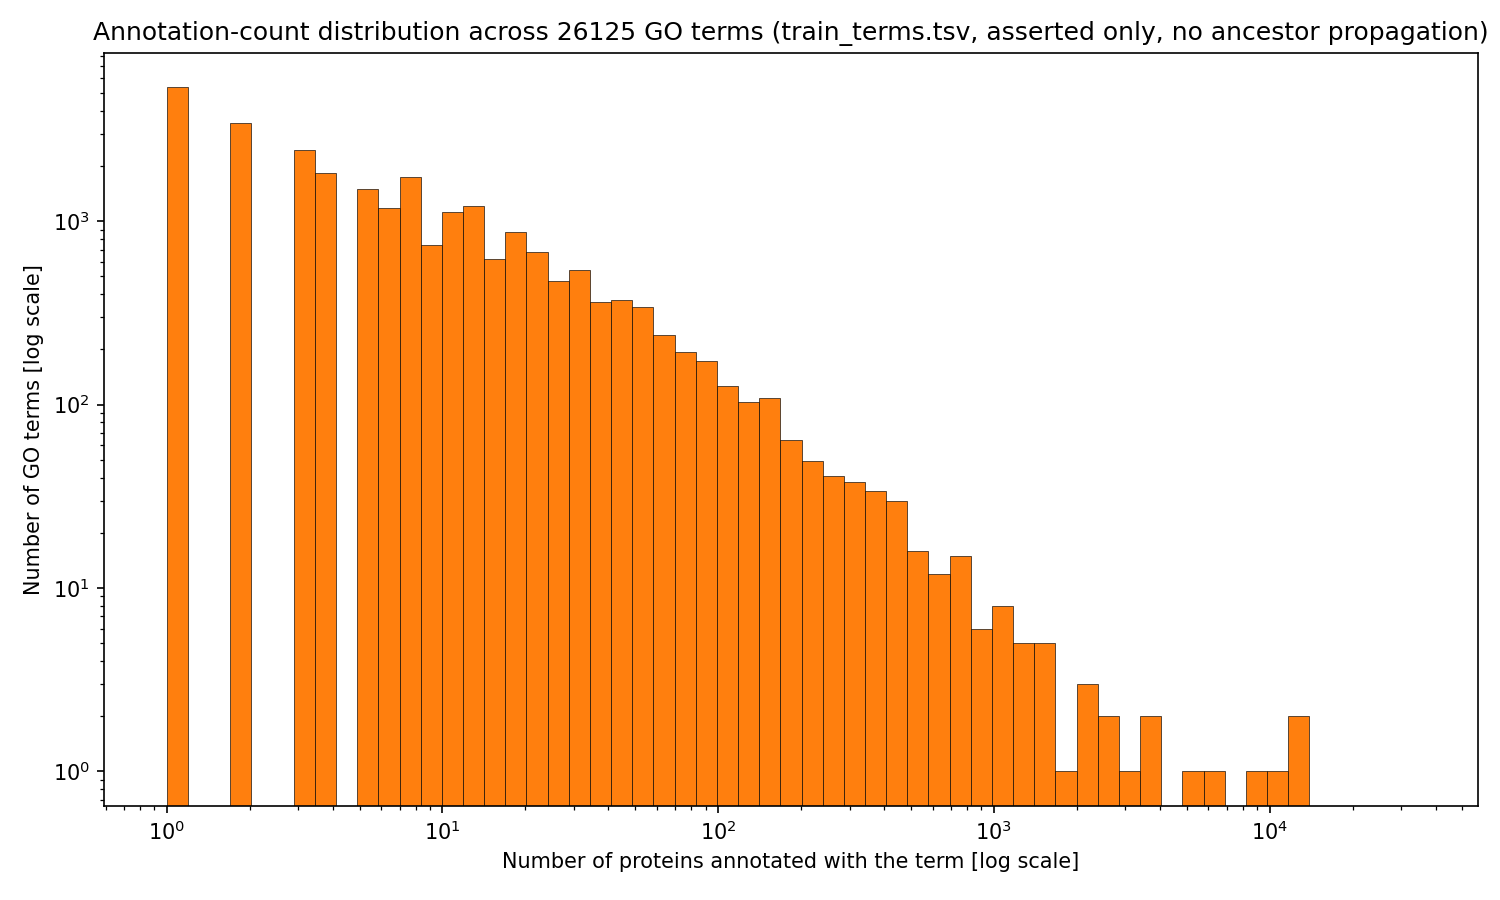 Annotation-count distribution across 26125 GO terms (train_terms.tsv, asserted only, no ancestor propagation)
Number of GO terms [log scale]
10³
10²
10¹
10⁰
10⁰ 10¹ 10² 10³ 10⁴
Number of proteins annotated with the term [log scale]